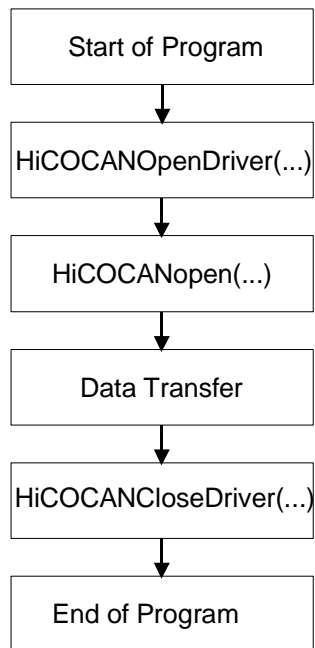 Start of Program
HiCOCANOpenDriver(...)
HiCOCANopen(...)
Data Transfer
HiCOCANCloseDriver(...)
End of Program